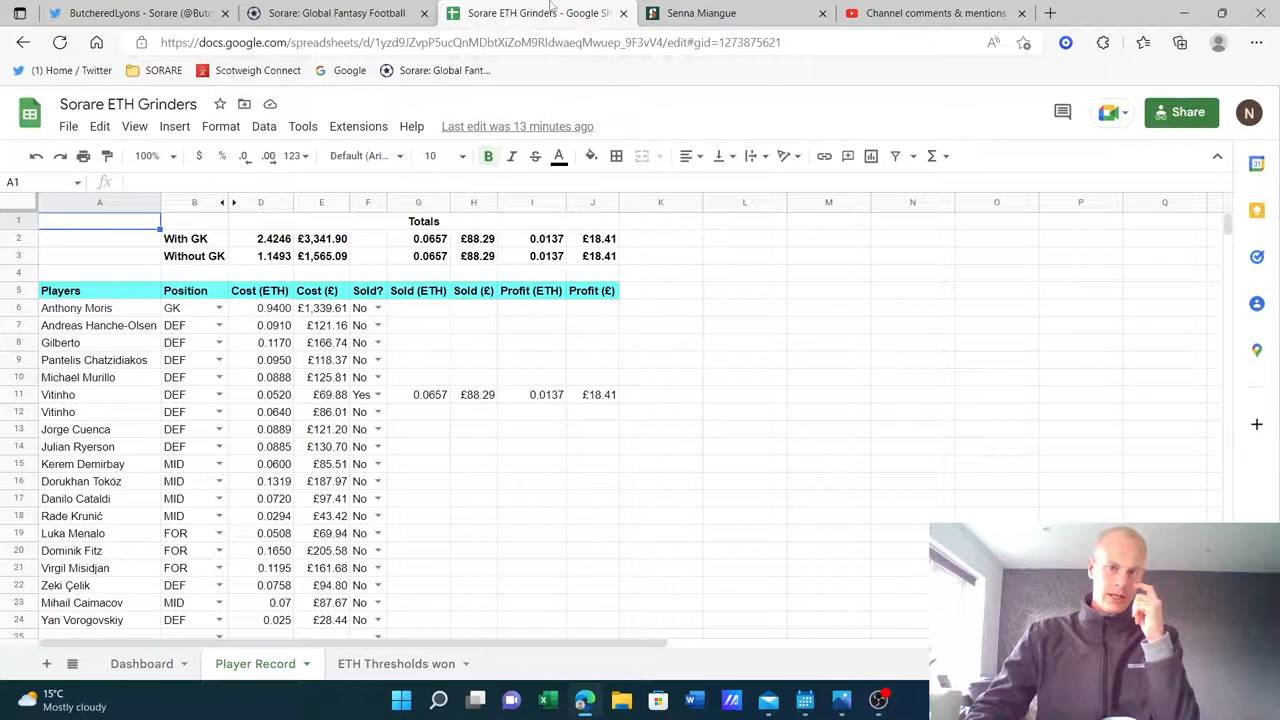 ButcheredLyons - Sorare (@Butc
Sorare: Global Fantasy Football
Sorare ETH Grinders - Google Sh
Senna Miangue
Channel comments & mentions
https://docs.google.com/spreadsheets/d/1yzd9JZvpP5ucQnMDbtXiZoM9RIdwaeqMwuep_9F3vV4/edit#gid=1273875621
(1) Home / Twitter
SORARE
Scotweigh Connect
Google
Sorare: Global Fant...
Sorare ETH Grinders
File Edit View Insert Format Data Tools Extensions Help Last edit was 13 minutes ago
Share
N
100% $ % .0 .00 123 Default (Ari... 10 B I S A
A1 fx
A B D E F G H I J K L M N O P Q
1 Totals
2 With GK 2.4246 £3,341.90 0.0657 £88.29 0.0137 £18.41
3 Without GK 1.1493 £1,565.09 0.0657 £88.29 0.0137 £18.41
4
5 Players Position Cost (ETH) Cost (£) Sold? Sold (ETH) Sold (£) Profit (ETH) Profit (£)
6 Anthony Moris GK 0.9400 £1,339.61 No
7 Andreas Hanche-Olsen DEF 0.0910 £121.16 No
8 Gilberto DEF 0.1170 £166.74 No
9 Pantelis Chatzidiakos DEF 0.0950 £118.37 No
10 Michael Murillo DEF 0.0888 £125.81 No
11 Vitinho DEF 0.0520 £69.88 Yes 0.0657 £88.29 0.0137 £18.41
12 Vitinho DEF 0.0640 £86.01 No
13 Jorge Cuenca DEF 0.0889 £121.20 No
14 Julian Ryerson DEF 0.0885 £130.70 No
15 Kerem Demirbay MID 0.0600 £85.51 No
16 Dorukhan Toköz MID 0.1319 £187.97 No
17 Danilo Cataldi MID 0.0720 £97.41 No
18 Rade Krunić MID 0.0294 £43.42 No
19 Luka Menalo FOR 0.0508 £69.94 No
20 Dominik Fitz FOR 0.1650 £205.58 No
21 Virgil Misidjan FOR 0.1195 £161.68 No
22 Zeki Çelik DEF 0.0758 £94.80 No
23 Mihail Caimacov MID 0.07 £87.67 No
24 Yan Vorogovskiy DEF 0.025 £28.44 No
25
Dashboard
Player Record
ETH Thresholds won
15°C
Mostly cloudy